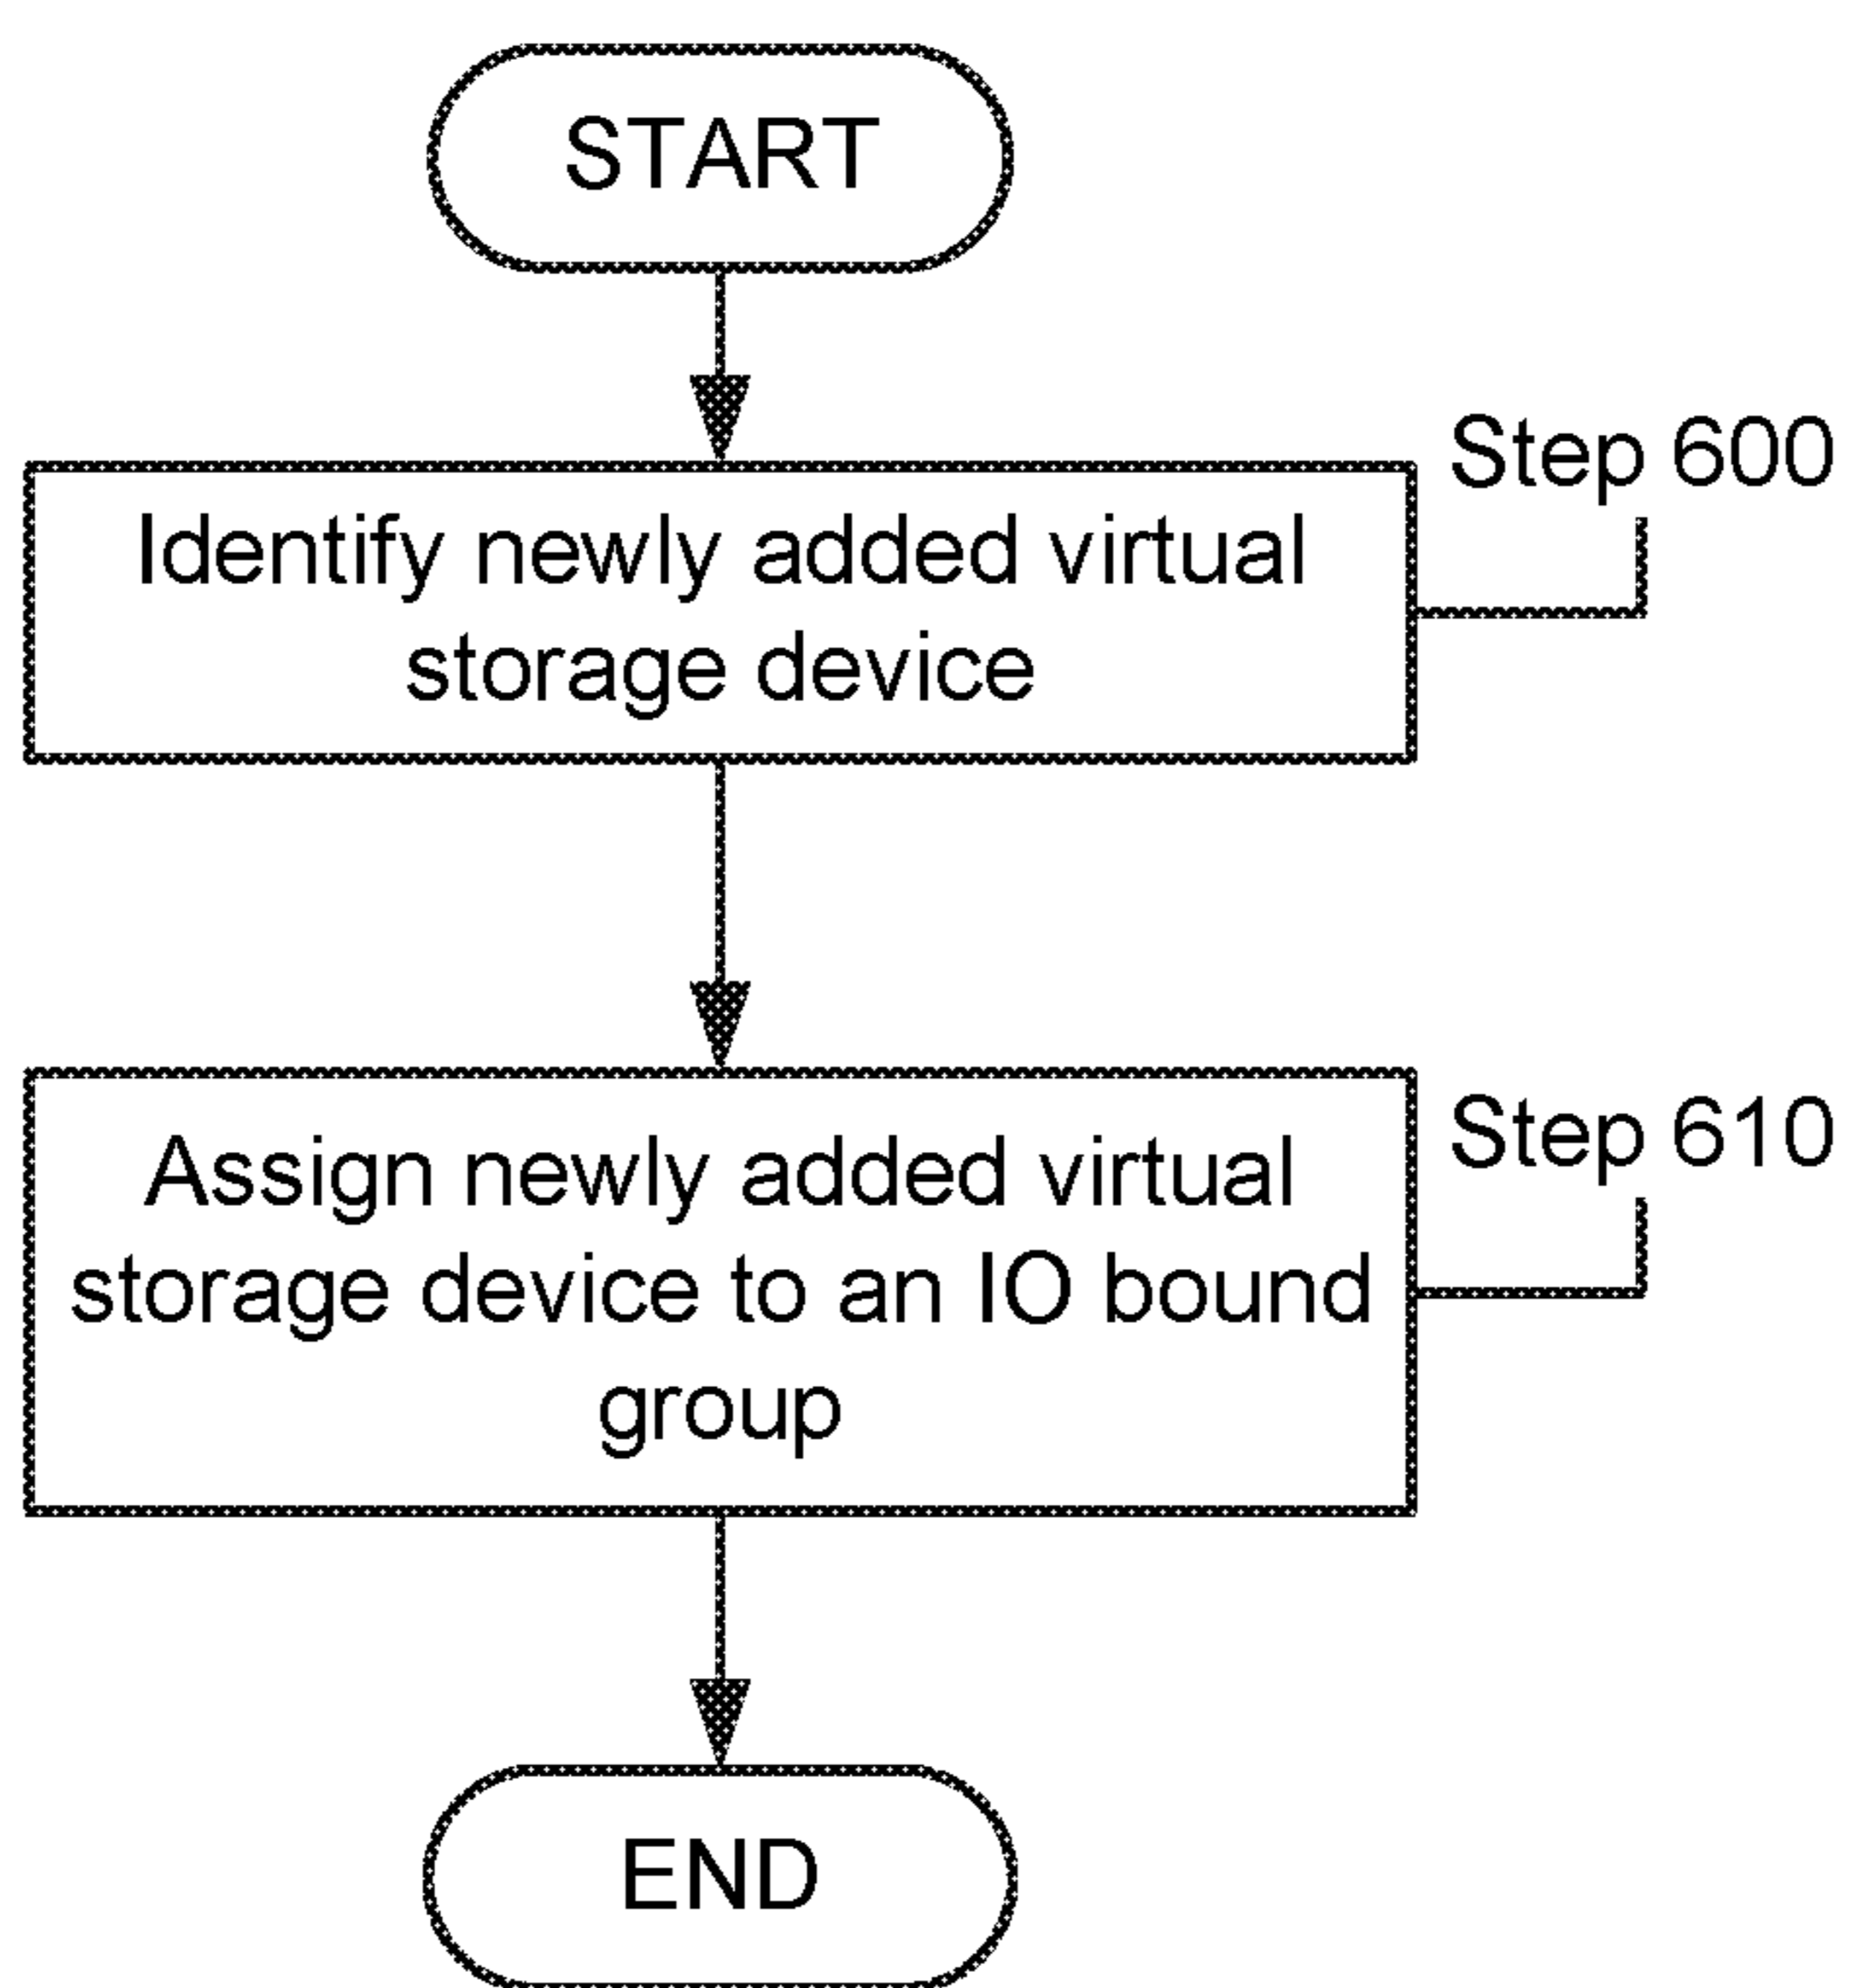 START
Step 600
Identify newly added virtual
storage device
Step 610
Assign newly added virtual
storage device to an IO bound
group
END